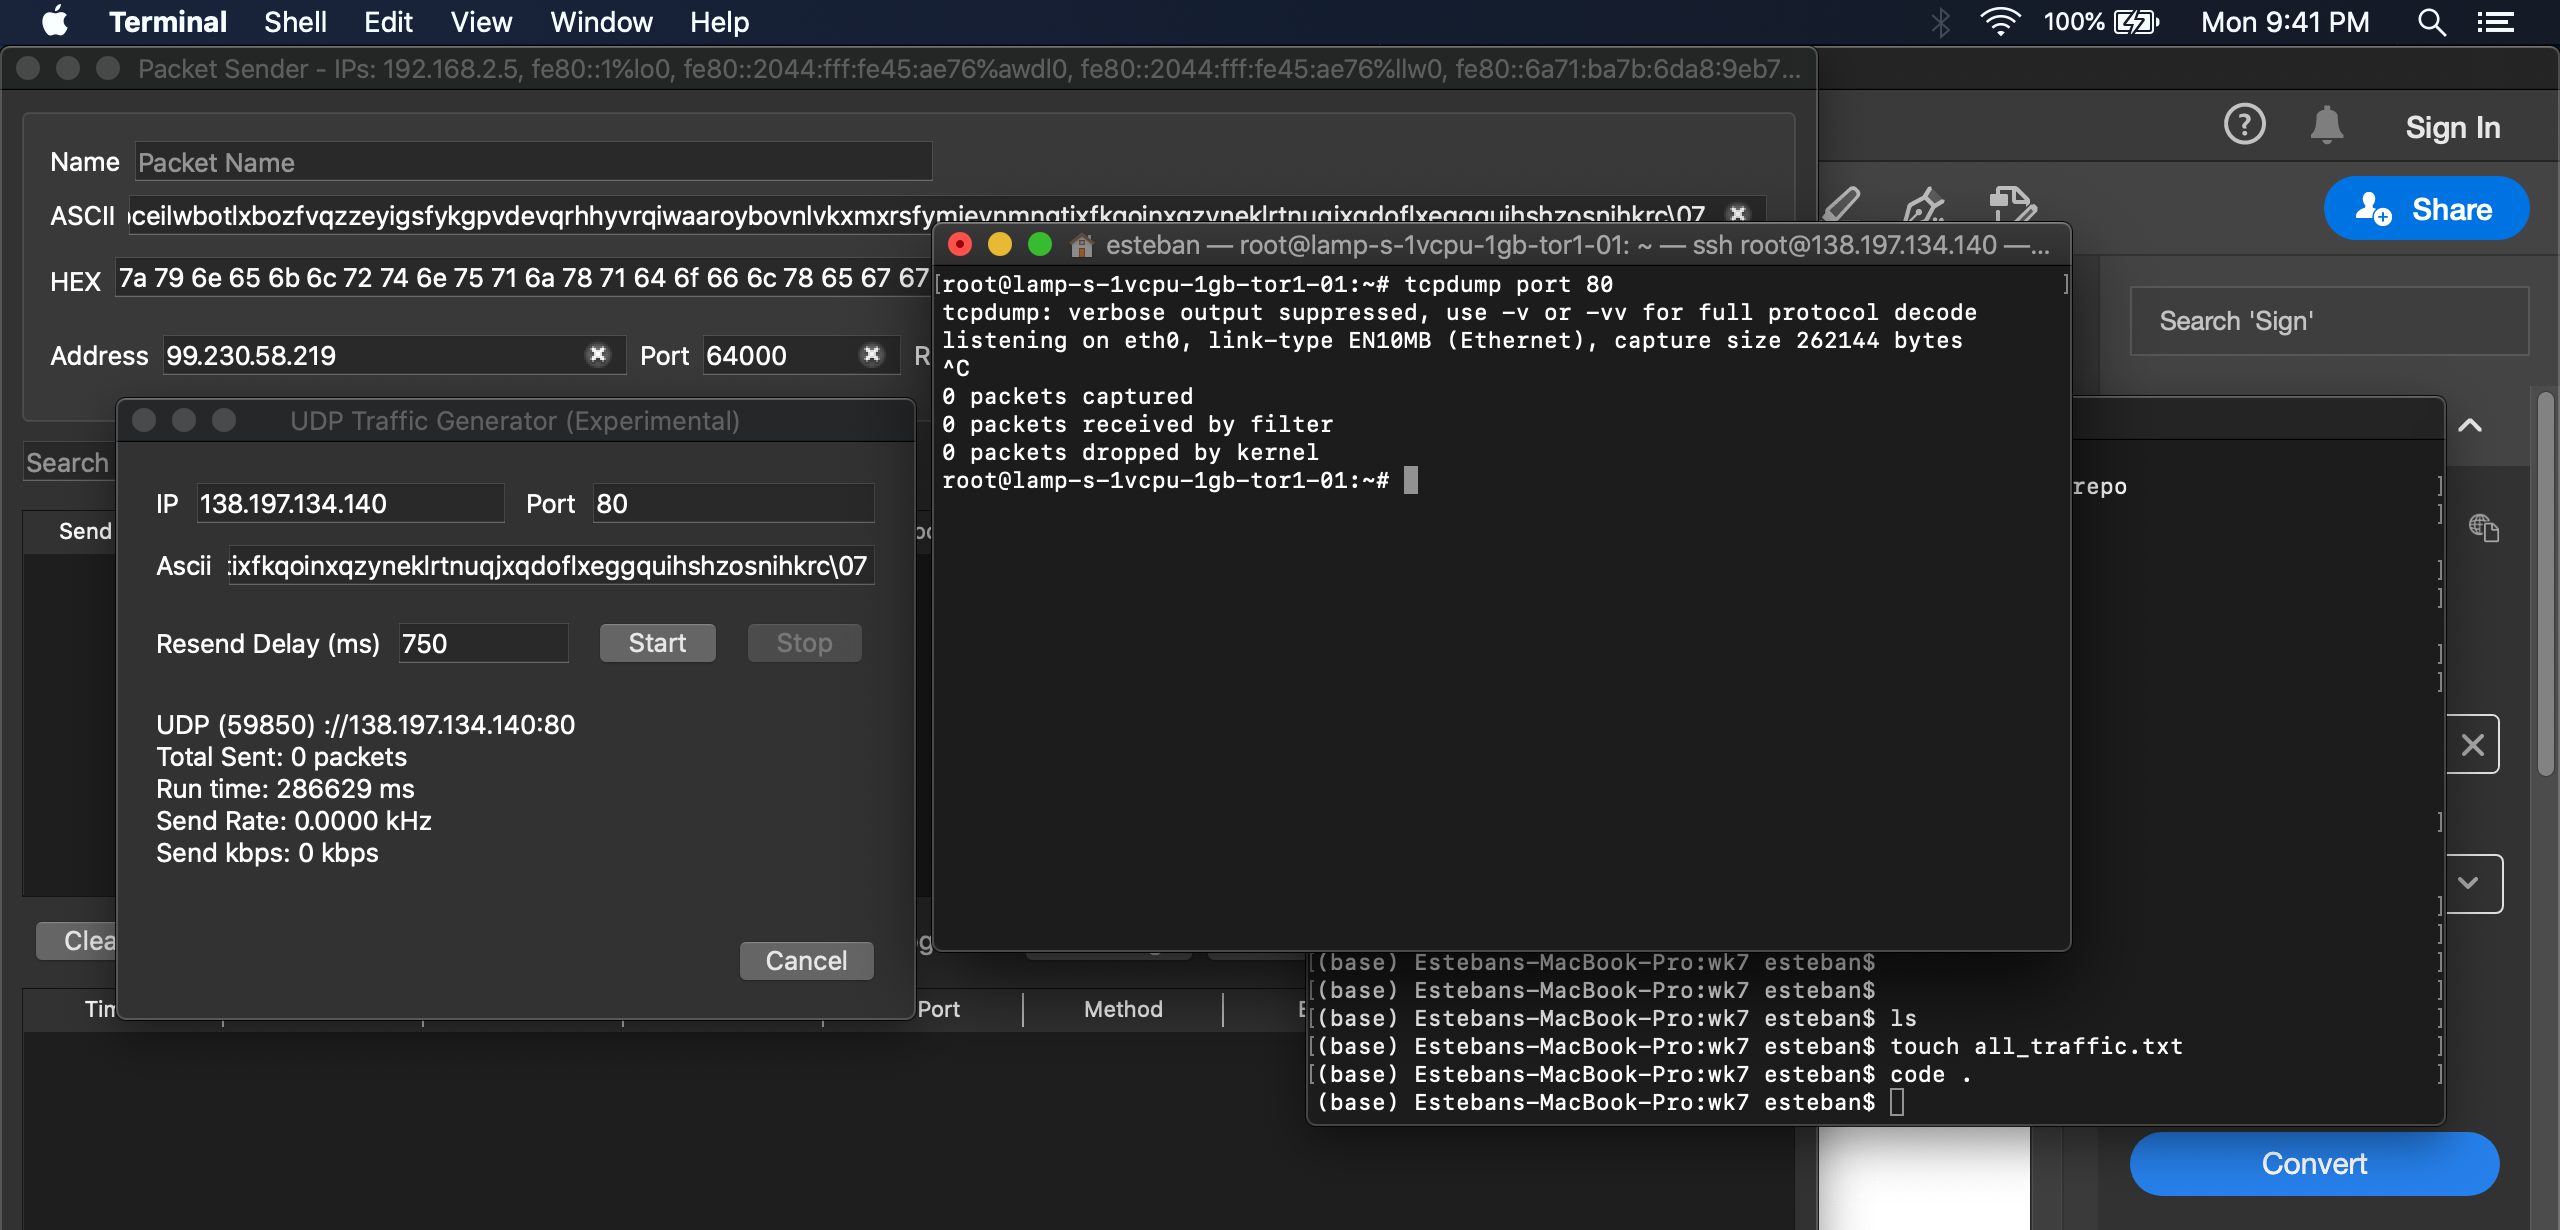 Terminal Shell Edit View Window Help 100% Mon 9:41 PM
Packet Sender - IPs: 192.168.2.5, fe80::1%lo0, fe80::2044:fff:fe45:ae76%awdl0, fe80::2044:fff:fe45:ae76%llw0, fe80::6a71:ba7b:6da8:9eb7...
Sign In
Name Packet Name
ASCII
Share
HEX 7a 79 6e 65 6b 6c 72 74 6e 75 71 6a 78 71 64 6f 66 6c 78 65 67 67
Address 99.230.58.219 Port 64000 R
Search
Send
UDP Traffic Generator (Experimental)
IP 138.197.134.140 Port 80
Ascii ixfkqoinxqzyneklrtnuqjxqdoflxeggquihshzosnihkrc\07
Resend Delay (ms) 750 Start Stop
UDP (59850) ://138.197.134.140:80
Total Sent: 0 packets
Run time: 286629 ms
Send Rate: 0.0000 kHz
Send kbps: 0 kbps
Cancel
Clea
Tim Port Method
esteban — root@lamp-s-1vcpu-1gb-tor1-01: ~ — ssh root@138.197.134.140 —...
[root@lamp-s-1vcpu-1gb-tor1-01:~# tcpdump port 80 ]
tcpdump: verbose output suppressed, use -v or -vv for full protocol decode
listening on eth0, link-type EN10MB (Ethernet), capture size 262144 bytes
^C
0 packets captured
0 packets received by filter
0 packets dropped by kernel
root@lamp-s-1vcpu-1gb-tor1-01:~#
repo ]
[(base) Estebans-MacBook-Pro:wk7 esteban$ ]
[(base) Estebans-MacBook-Pro:wk7 esteban$ ]
[(base) Estebans-MacBook-Pro:wk7 esteban$ ls ]
[(base) Estebans-MacBook-Pro:wk7 esteban$ touch all_traffic.txt ]
[(base) Estebans-MacBook-Pro:wk7 esteban$ code . ]
(base) Estebans-MacBook-Pro:wk7 esteban$
Search 'Sign'
Convert